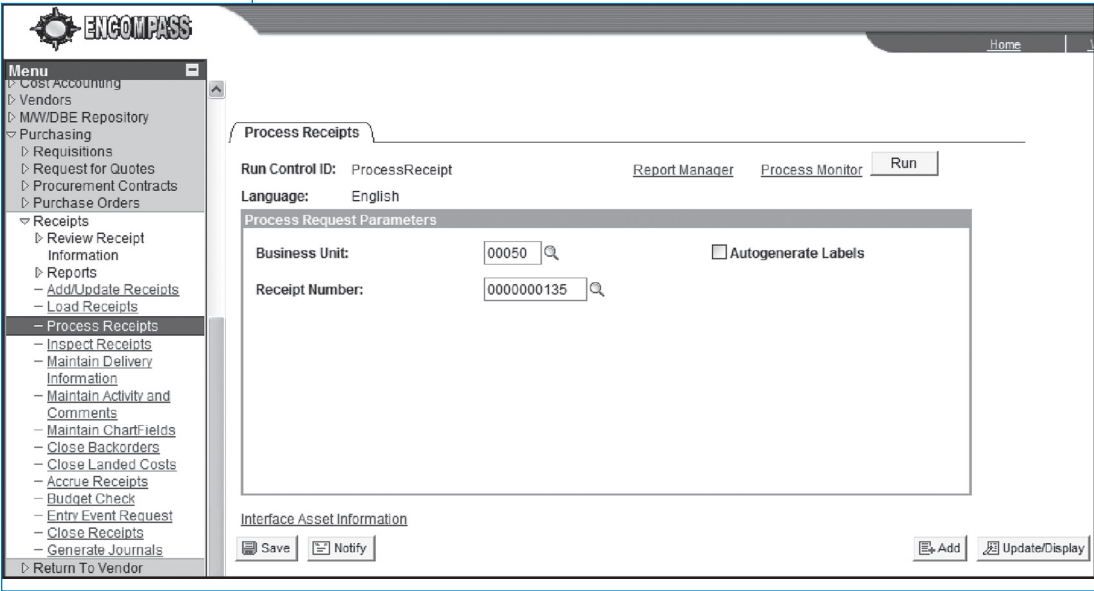 ENCOMPASS
Home
Menu
Cost Accounting
Vendors
M/W/DBE Repository
Purchasing
Requisitions
Request for Quotes
Procurement Contracts
Purchase Orders
Receipts
Review Receipt
Information
Reports
Add/Update Receipts
Load Receipts
Process Receipts
Inspect Receipts
Maintain Delivery
Information
Maintain Activity and
Comments
Maintain ChartFields
Close Backorders
Close Landed Costs
Accrue Receipts
Budget Check
Entry Event Request
Close Receipts
Generate Journals
Return To Vendor
Process Receipts
Run Control ID: ProcessReceipt Report Manager Process Monitor Run
Language: English
Process Request Parameters
Business Unit: 00050 Autogenerate Labels
Receipt Number: 0000000135
Interface Asset Information
Save Notify Add Update/Display